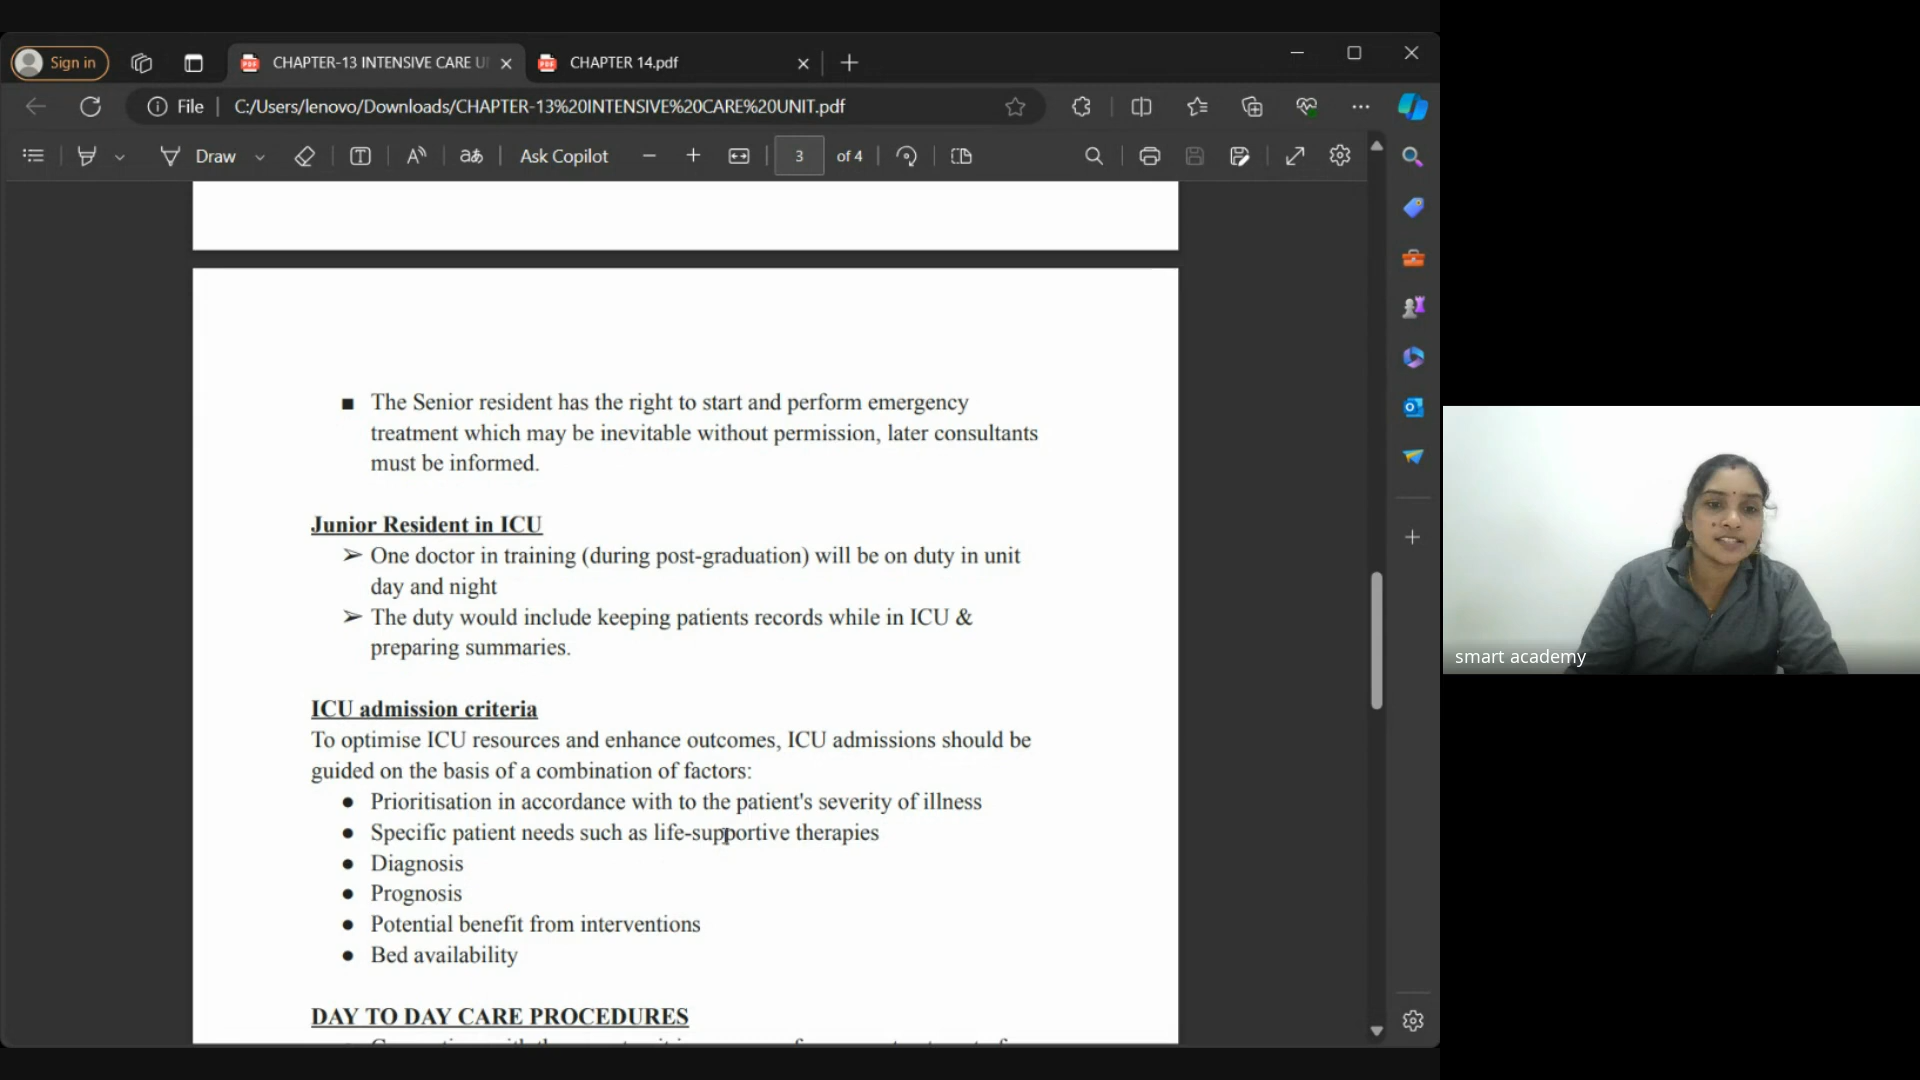 Sign in
CHAPTER-13 INTENSIVE CARE U
CHAPTER 14.pdf
File
C:/Users/lenovo/Downloads/CHAPTER-13%20INTENSIVE%20CARE%20UNIT.pdf
Draw
Ask Copilot
3 of 4
■ The Senior resident has the right to start and perform emergency
treatment which may be inevitable without permission, later consultants
must be informed.
Junior Resident in ICU
➢ One doctor in training (during post-graduation) will be on duty in unit
day and night
➢ The duty would include keeping patients records while in ICU &
preparing summaries.
ICU admission criteria
To optimise ICU resources and enhance outcomes, ICU admissions should be
guided on the basis of a combination of factors:
● Prioritisation in accordance with to the patient's severity of illness
● Specific patient needs such as life-supportive therapies
● Diagnosis
● Prognosis
● Potential benefit from interventions
● Bed availability
DAY TO DAY CARE PROCEDURES
smart academy